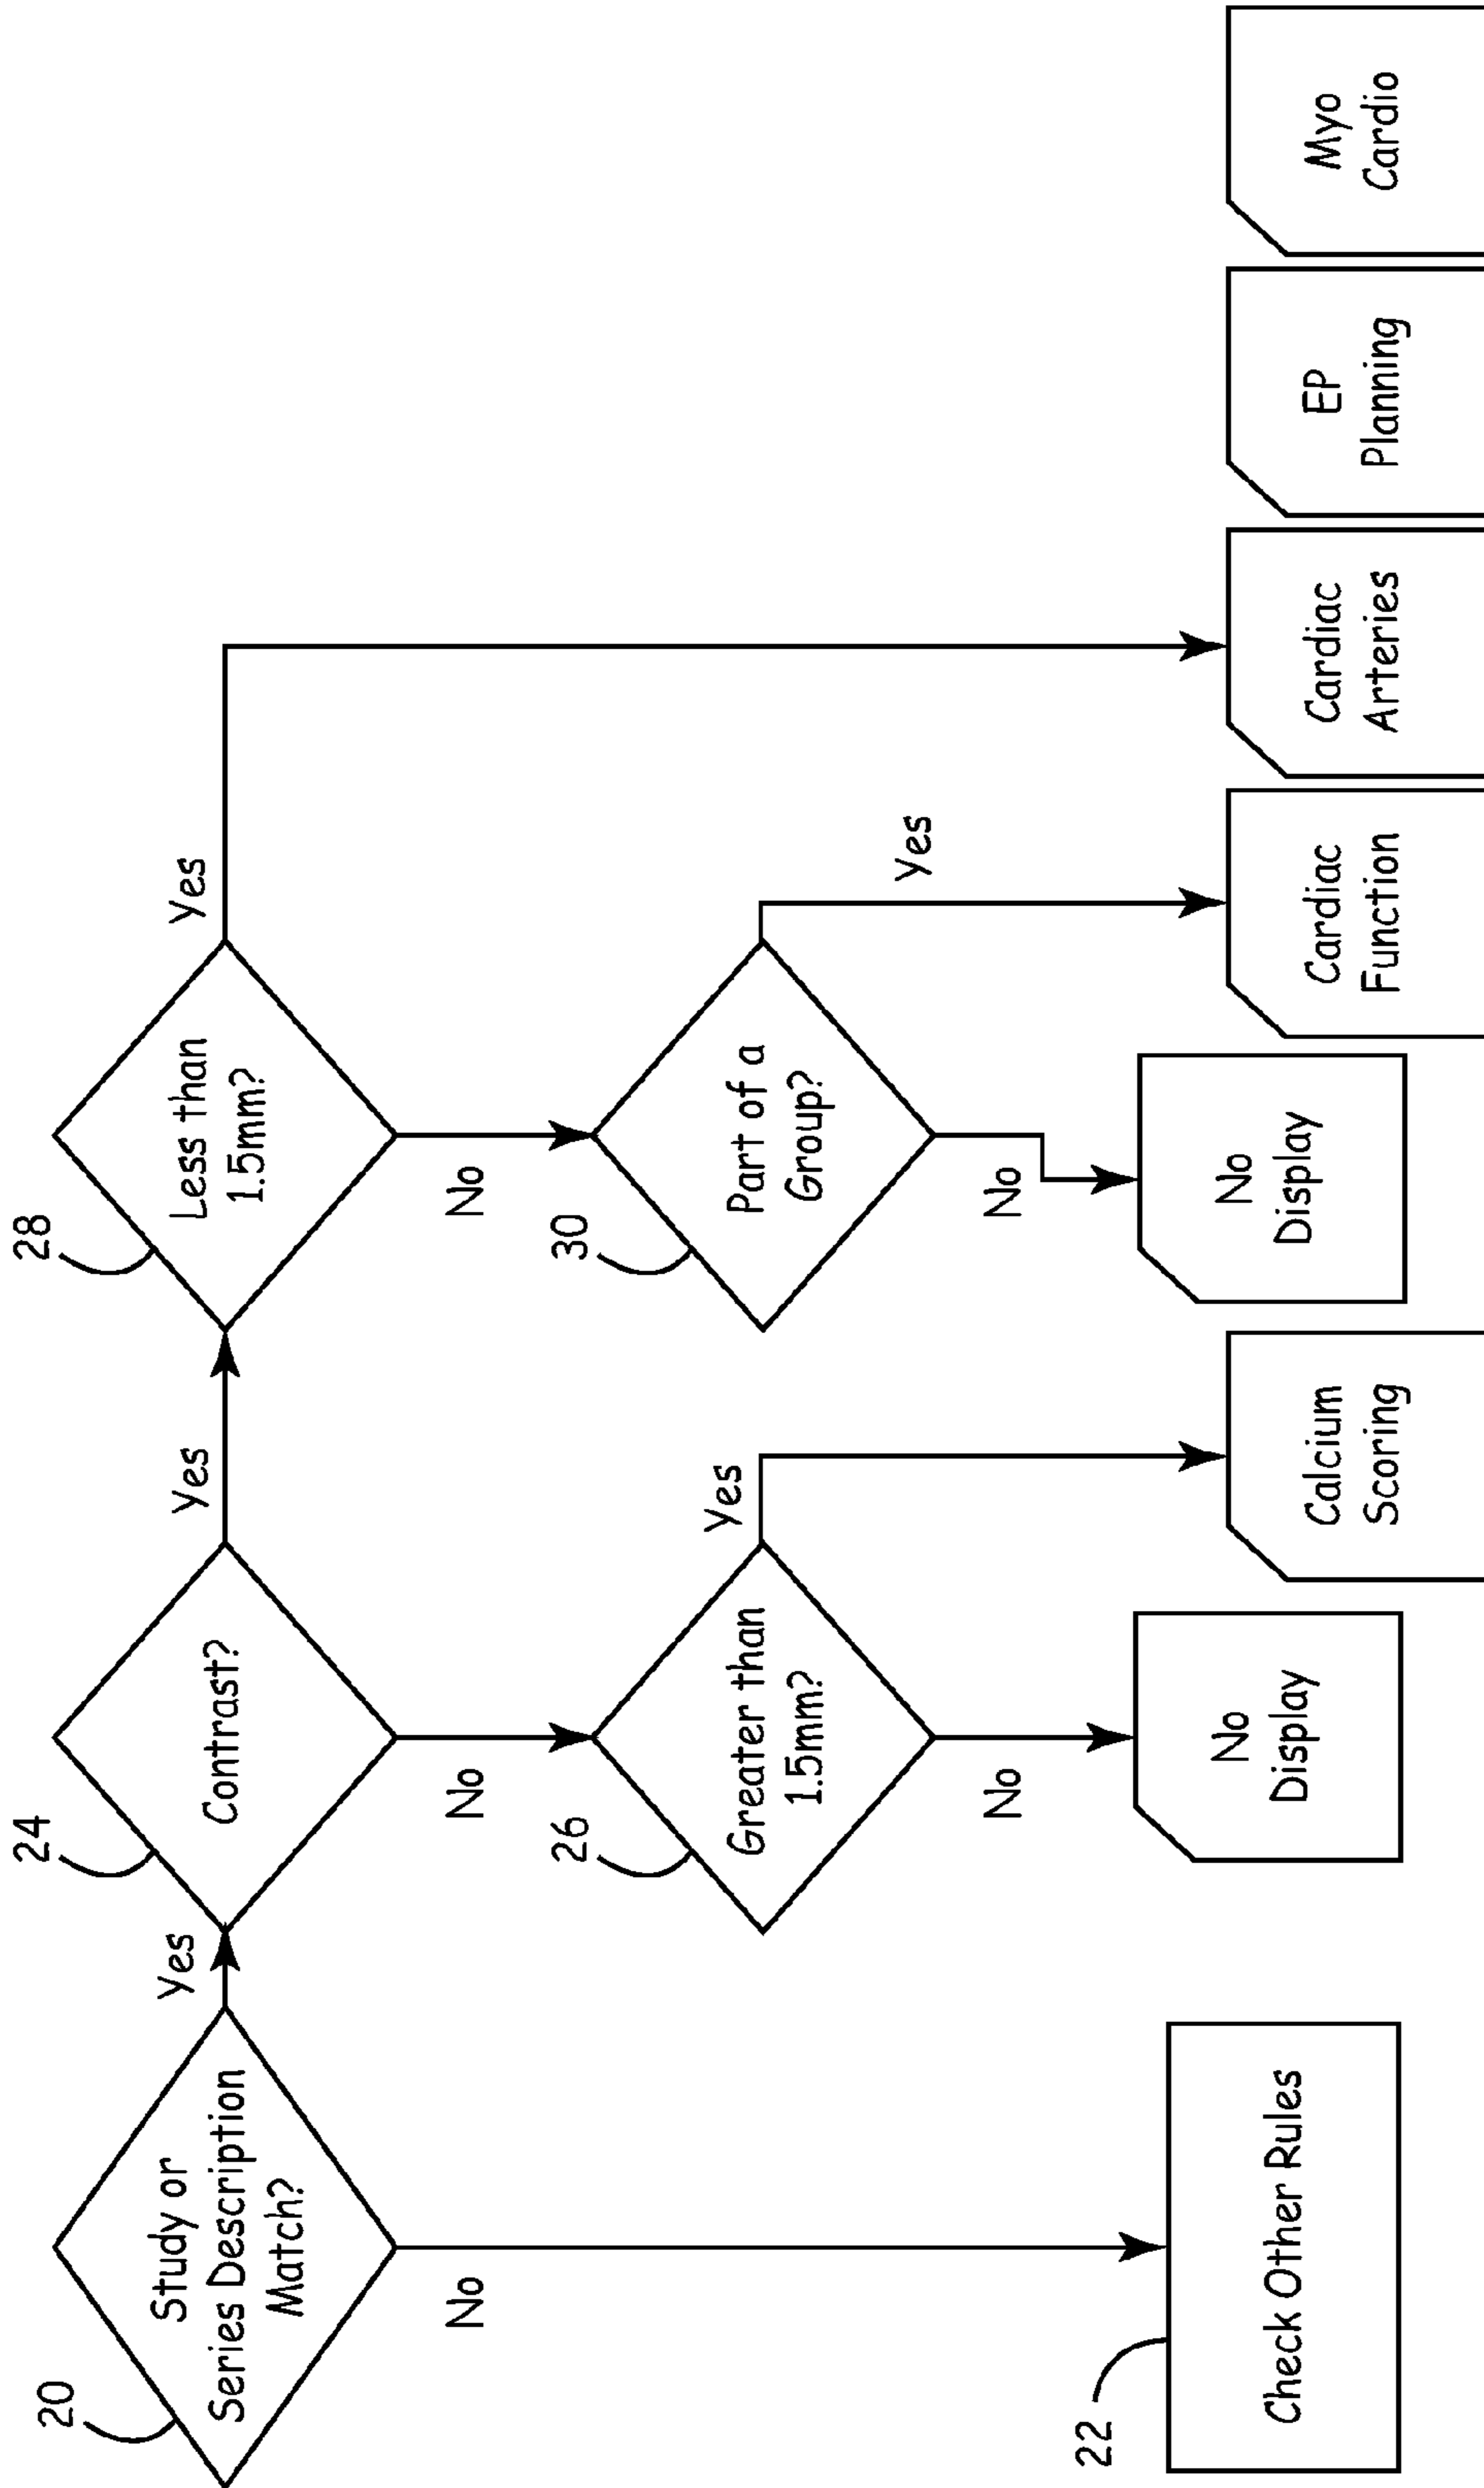 20
Study or
Series Description
Match?
Yes
No
22
Check Other Rules
24
Contrast?
Yes
No
26
Greater than
1.5mm?
Yes
No
No
Display
Calcium
Scoring
28
Less than
1.5mm?
Yes
No
30
Part of a
Group?
Yes
No
No
Display
Cardiac
Function
Cardiac
Arteries
EP
Planning
Myo
Cardio